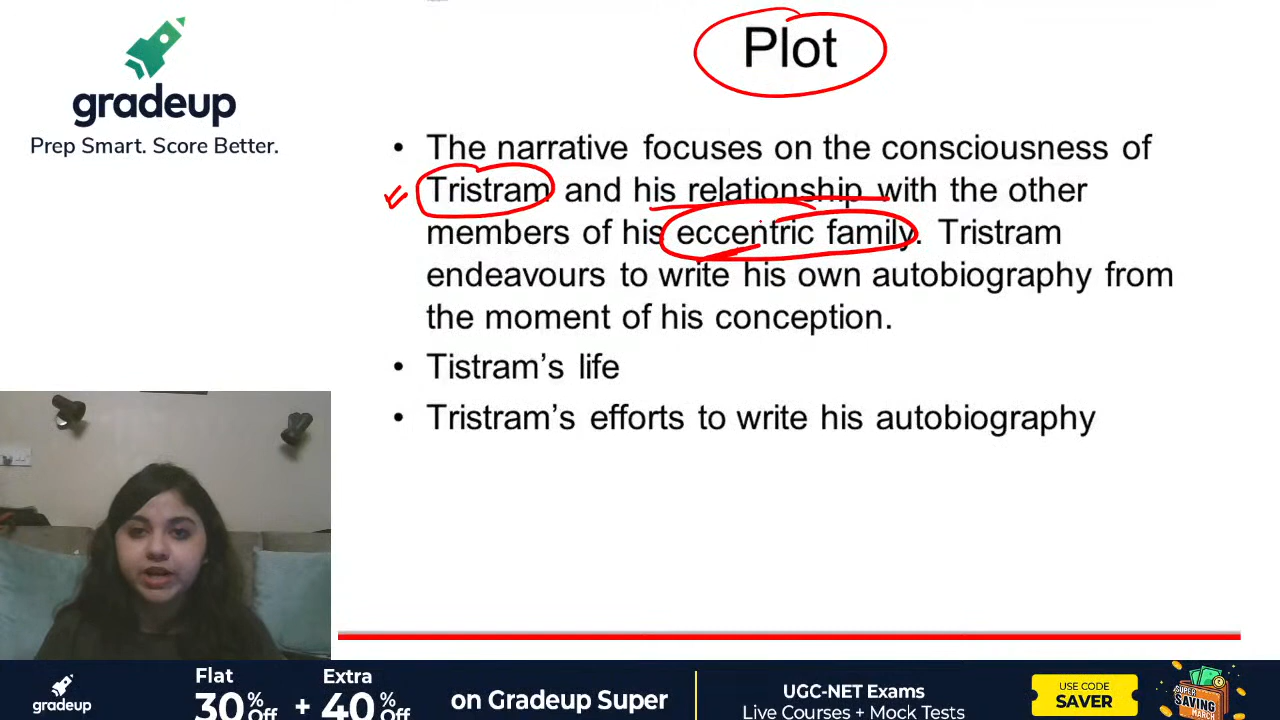 gradeup
Prep Smart. Score Better.
Plot
• The narrative focuses on the consciousness of
Tristram and his relationship with the other
members of his eccentric family. Tristram
endeavours to write his own autobiography from
the moment of his conception.
• Tistram’s life
• Tristram’s efforts to write his autobiography
gradeup
Flat
30% Off
+
Extra
40% Off
on Gradeup Super
UGC-NET Exams
Live Courses + Mock Tests
USE CODE
SAVER
SUPER
SAVING
MARCH